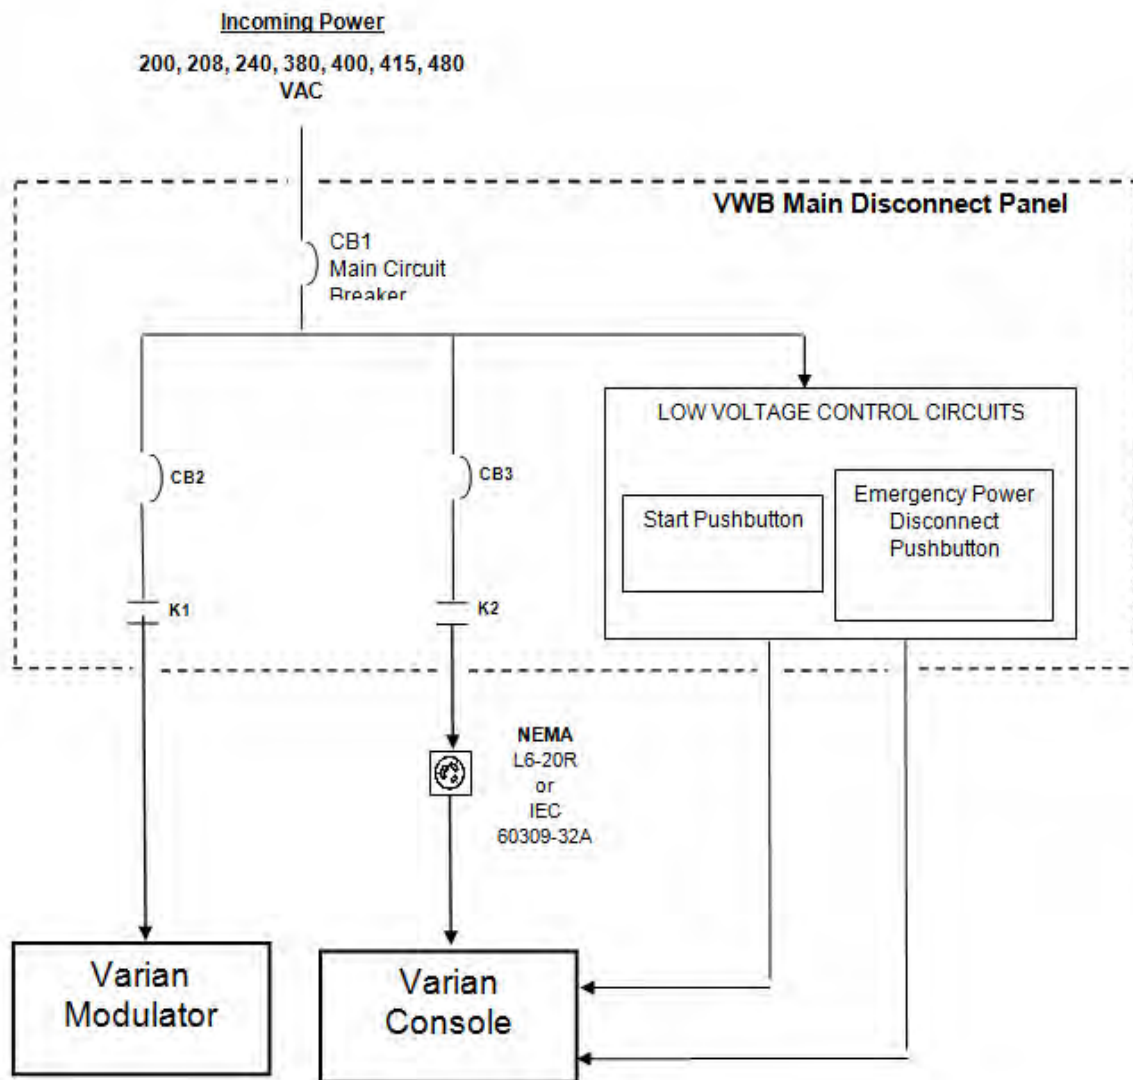 Incoming Power
200, 208, 240, 380, 400, 415, 480
VAC
VWB Main Disconnect Panel
CB1
Main Circuit
Breaker
LOW VOLTAGE CONTROL CIRCUITS
CB2
CB3
Start Pushbutton
Emergency Power
Disconnect
Pushbutton
K1
K2
NEMA
L6-20R
or
IEC
60309-32A
Varian
Modulator
Varian
Console